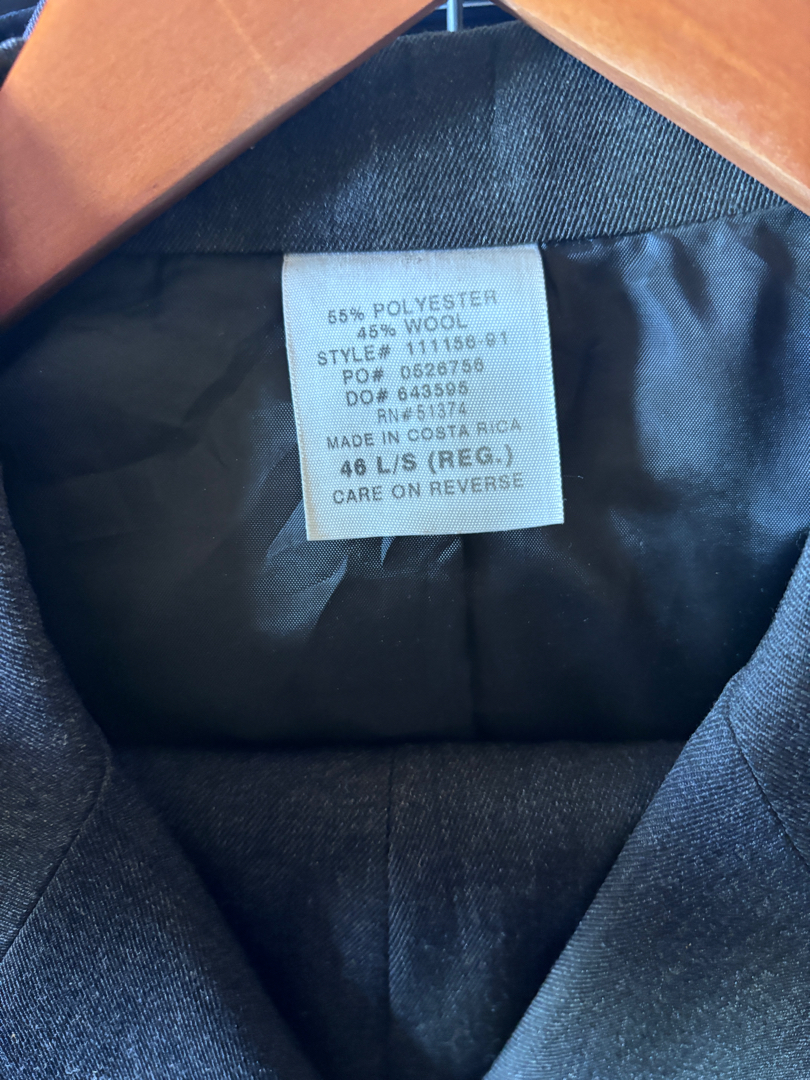 55% POLYESTER
45% WOOL
STYLE# 111156-91
PO# 0526756
DO# 643595
RN#51374
MADE IN COSTA RICA
46 L/S (REG.)
CARE ON REVERSE